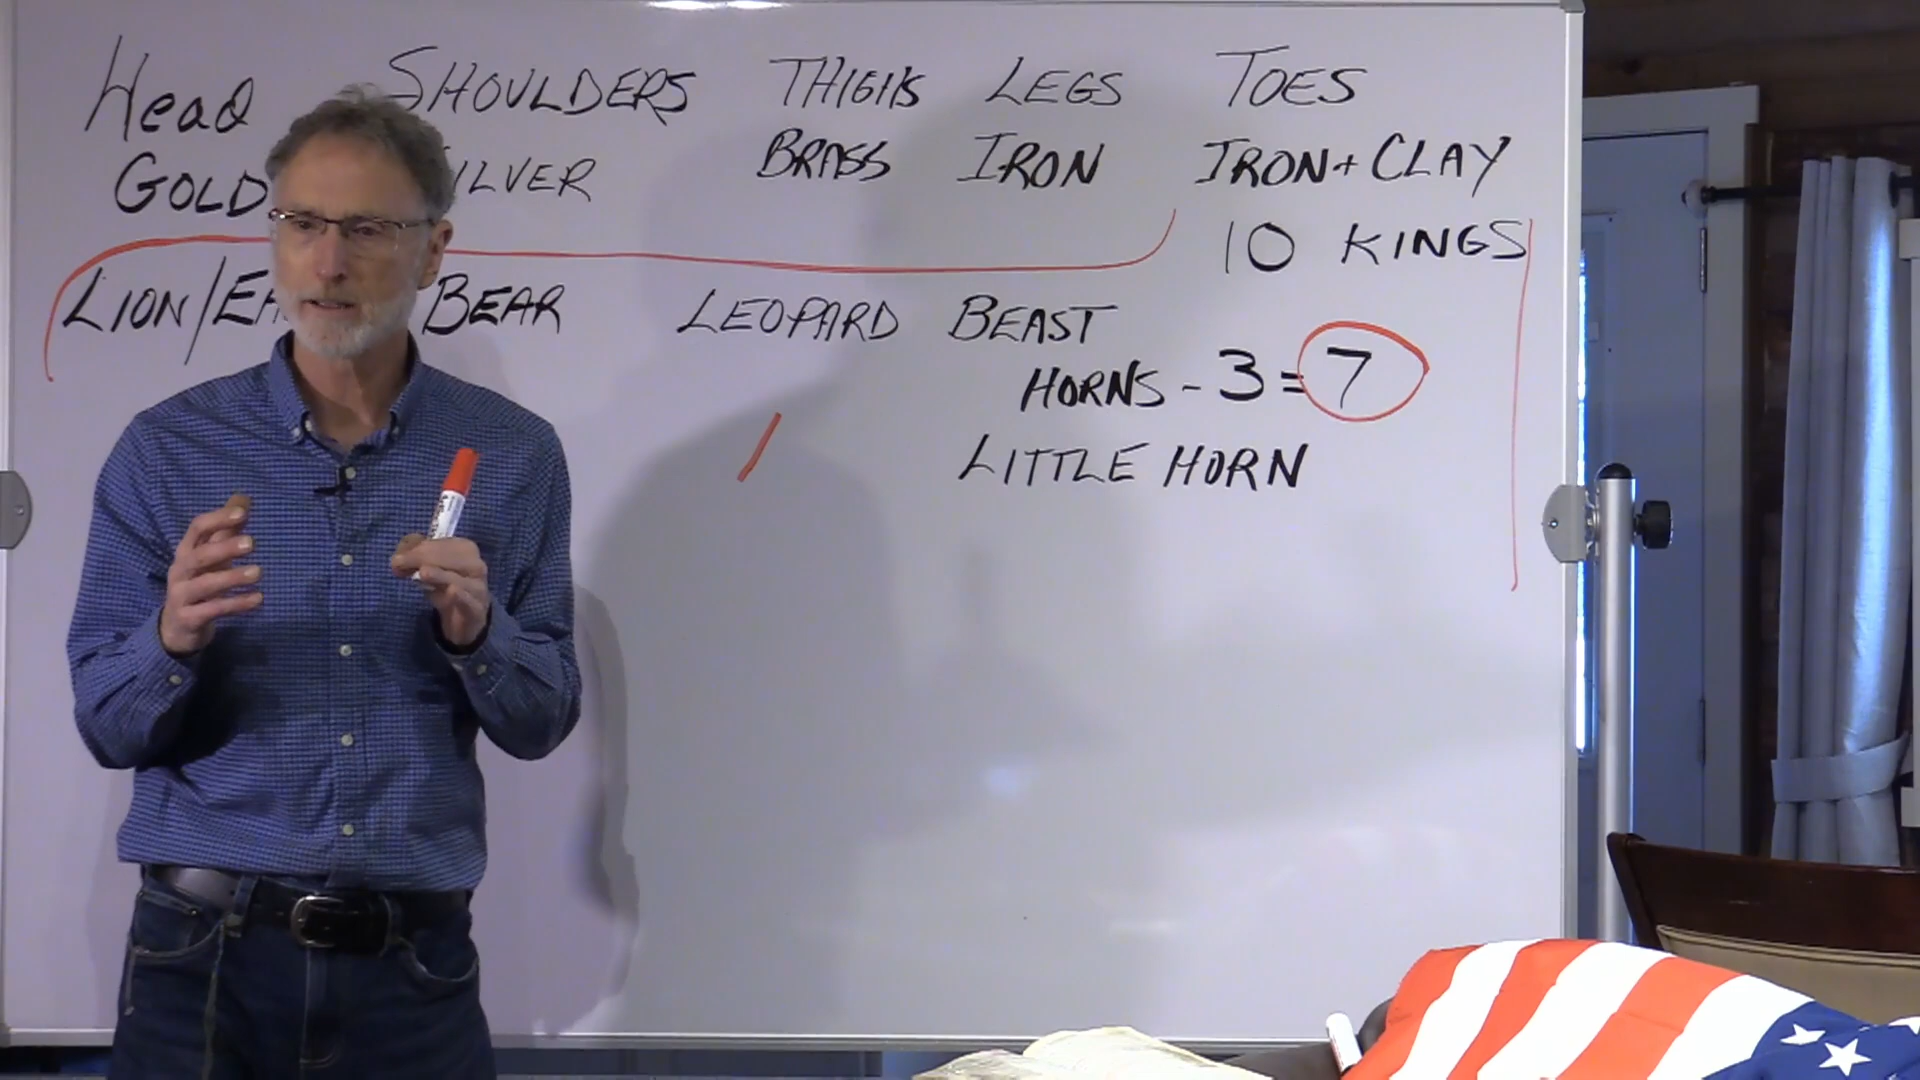 Head SHOULDERS THIGHS LEGS TOES
GOLD SILVER BRASS IRON IRON + CLAY
10 KINGS
LION/EA BEAR LEOPARD BEAST
HORNS - 3 = 7
LITTLE HORN